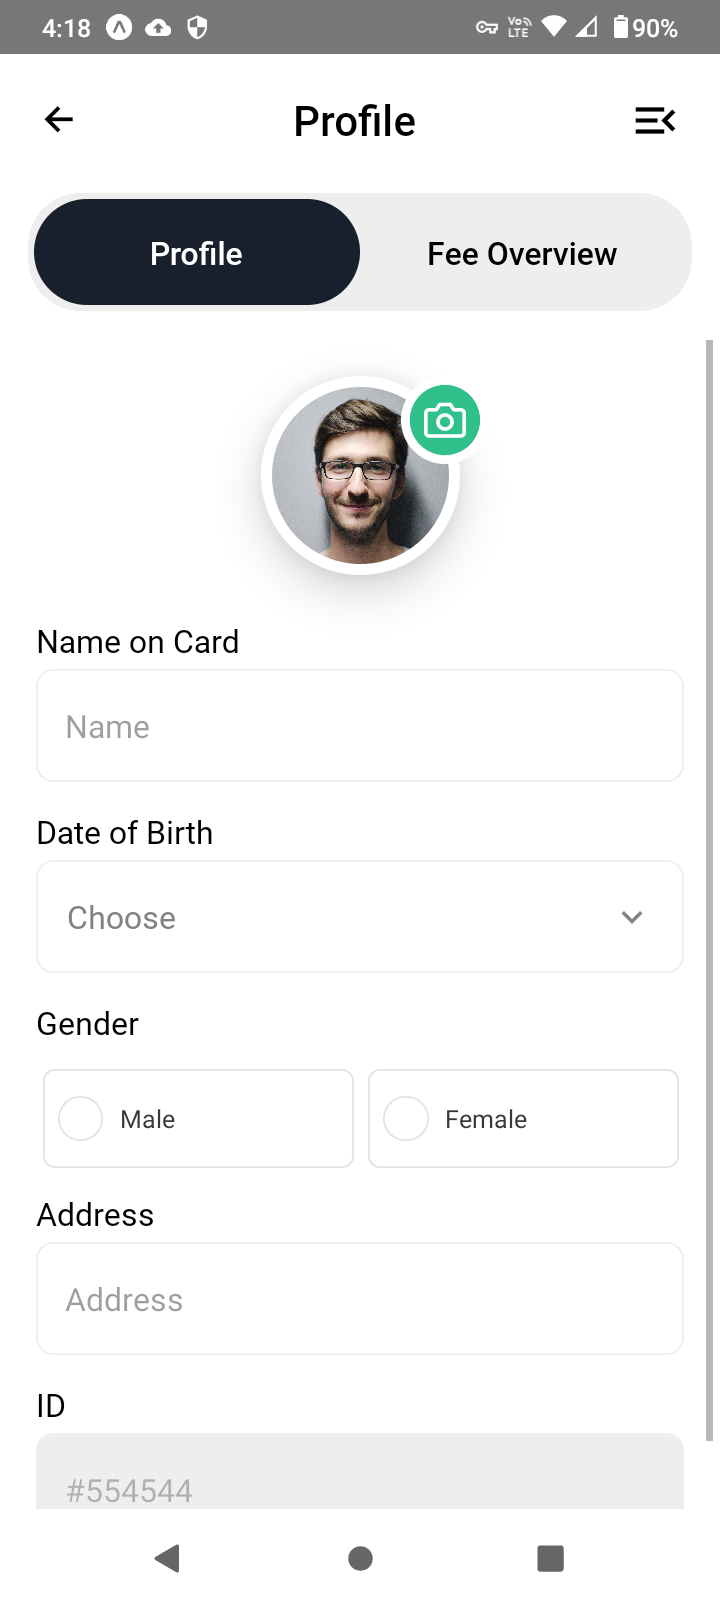 4:18 Vo) LTE 90%
Profile
Profile Fee Overview
Name on Card
Name
Date of Birth
Choose
Gender
Male Female
Address
Address
ID
#554544